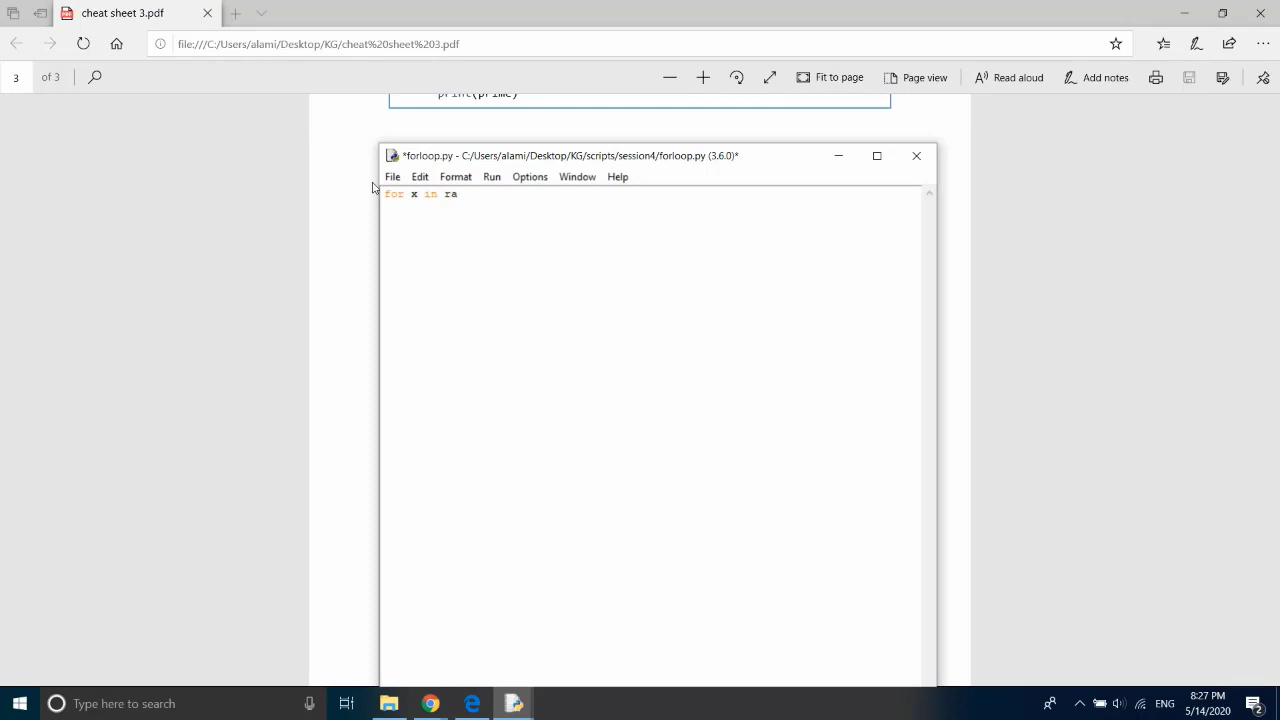 cheat sheet 3.pdf
file:///C:/Users/alami/Desktop/KG/cheat%20sheet%203.pdf
3 of 3 Fit to page Page view Read aloud Add notes
print(prime)
*forloop.py - C:/Users/alami/Desktop/KG/scripts/session4/forloop.py (3.6.0)*
File Edit Format Run Options Window Help
for x in ra
Type here to search
ENG
8:27 PM
5/14/2020
2